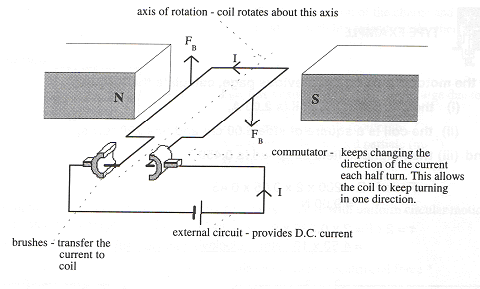 axis of rotation - coil rotates about this axis
TYPE EXAMPLE
F_B
I
N
S
F_B
commutator - keeps changing the
direction of the current
each half turn. This allows
the coil to keep turning
in one direction.
I
external circuit - provides D.C. current
brushes - transfer the
current to
coil